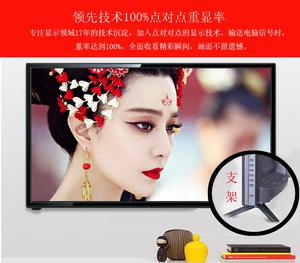 领先技术100%点对点重显率
专注显示领域17年的技术沉淀，加入点对点的显示技术，输送电脑信号时，
重率达到100%，全面收看精彩瞬间，画面不留遗憾。
支
架